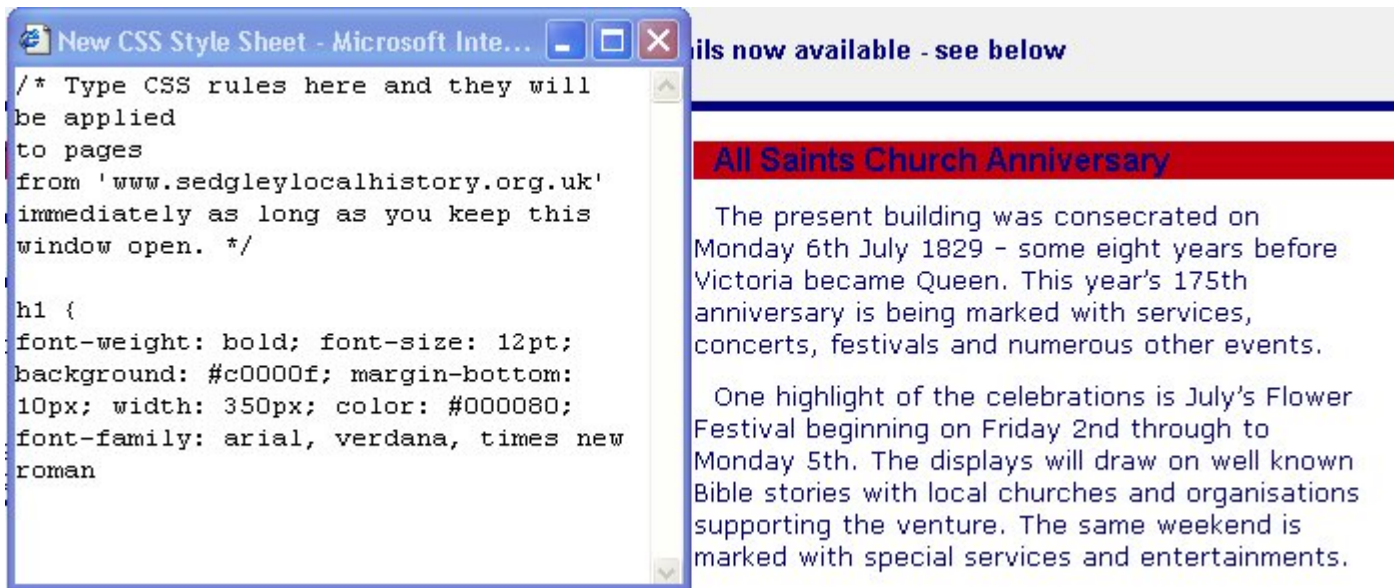 New CSS Style Sheet - Microsoft Inte...
/* Type CSS rules here and they will
be applied
to pages
from 'www.sedgleylocalhistory.org.uk'
immediately as long as you keep this
window open. */
h1 {
font-weight: bold; font-size: 12pt;
background: #c0000f; margin-bottom:
10px; width: 350px; color: #000080;
font-family: arial, verdana, times new
roman
ils now available - see below
All Saints Church Anniversary
The present building was consecrated on
Monday 6th July 1829 – some eight years before
Victoria became Queen. This year's 175th
anniversary is being marked with services,
concerts, festivals and numerous other events.
One highlight of the celebrations is July's Flower
Festival beginning on Friday 2nd through to
Monday 5th. The displays will draw on well known
Bible stories with local churches and organisations
supporting the venture. The same weekend is
marked with special services and entertainments.